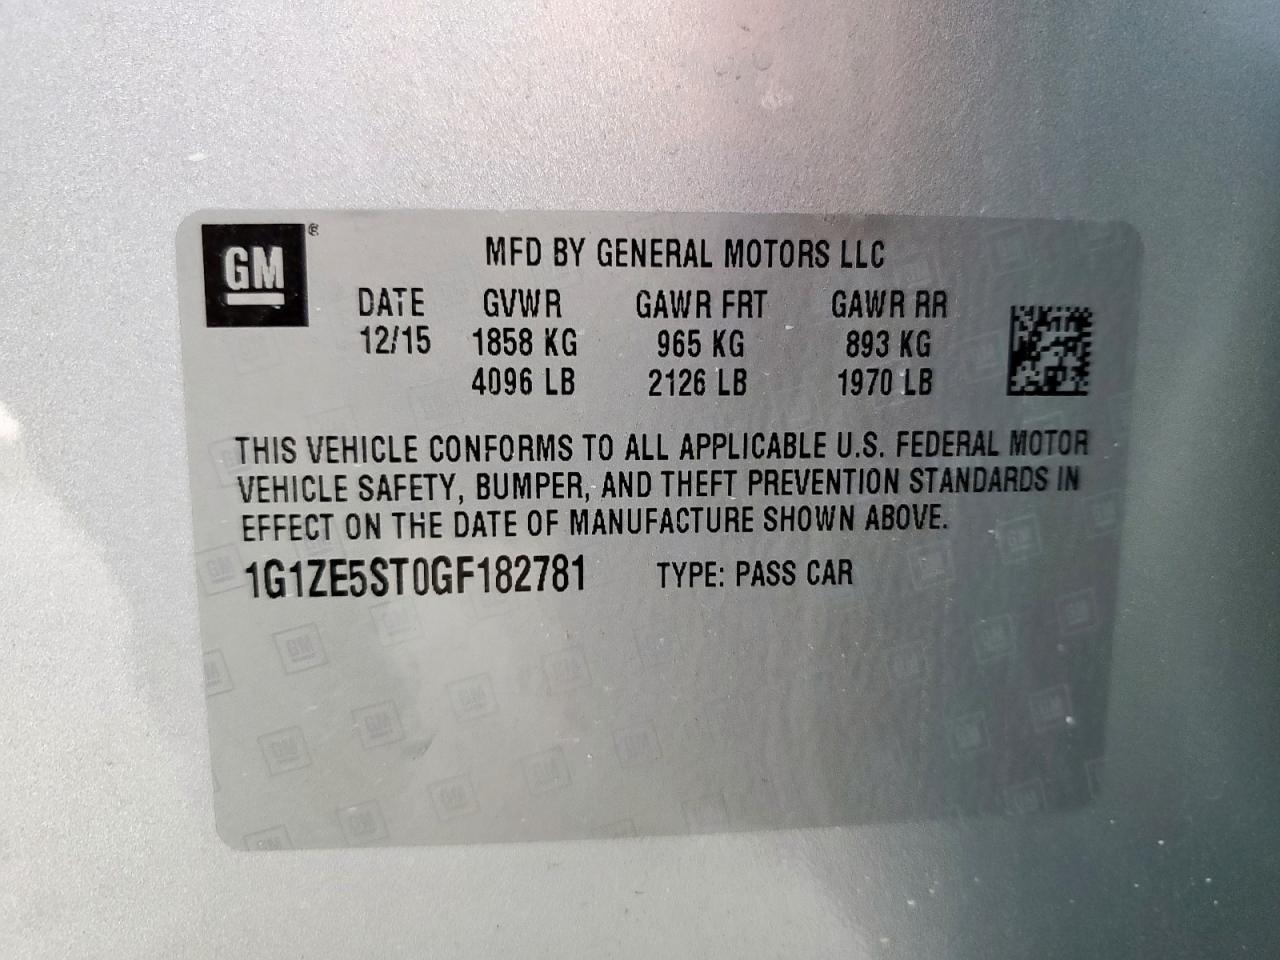 GM®
MFD BY GENERAL MOTORS LLC
DATE GVWR GAWR FRT GAWR RR
12/15 1858 KG 965 KG 893 KG
4096 LB 2126 LB 1970 LB
THIS VEHICLE CONFORMS TO ALL APPLICABLE U.S. FEDERAL MOTOR
VEHICLE SAFETY, BUMPER, AND THEFT PREVENTION STANDARDS IN
EFFECT ON THE DATE OF MANUFACTURE SHOWN ABOVE.
1G1ZE5ST0GF182781 TYPE: PASS CAR